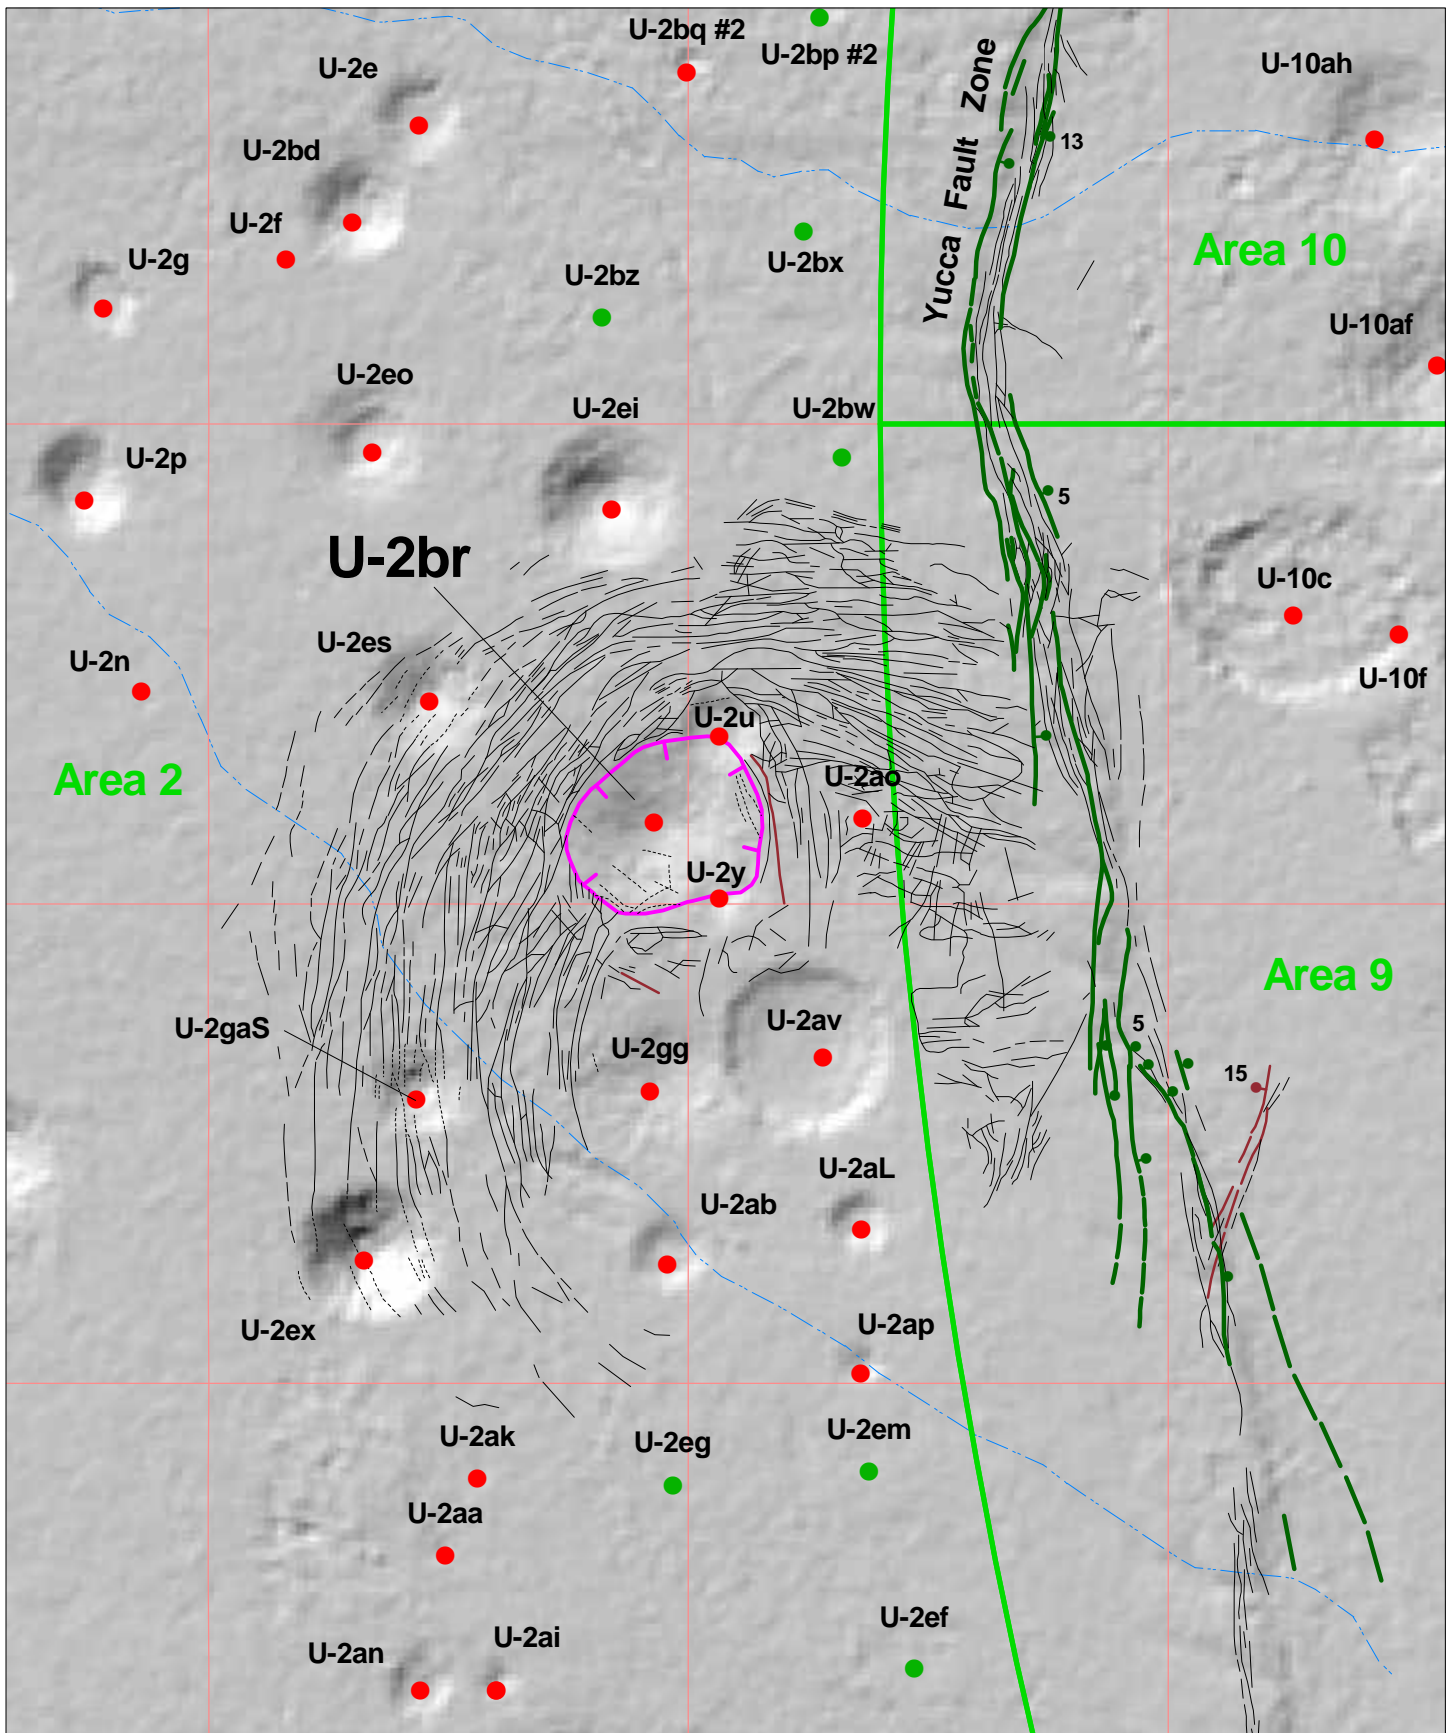 U-2bq #2
U-2bp #2
U-2e
U-10ah
Yucca Fault Zone
13
U-2bd
U-2f
U-2g
U-2bx
Area 10
U-2bz
U-10af
U-2eo
U-2ei
U-2bw
U-2p
5
U-2br
U-10c
U-2es
U-2n
U-10f
U-2u
Area 2
U-2ao
U-2y
Area 9
U-2gaS
U-2av
5
U-2gg
15
U-2aL
U-2ab
U-2ex
U-2ap
U-2ak
U-2eg
U-2em
U-2aa
U-2ef
U-2an
U-2ai